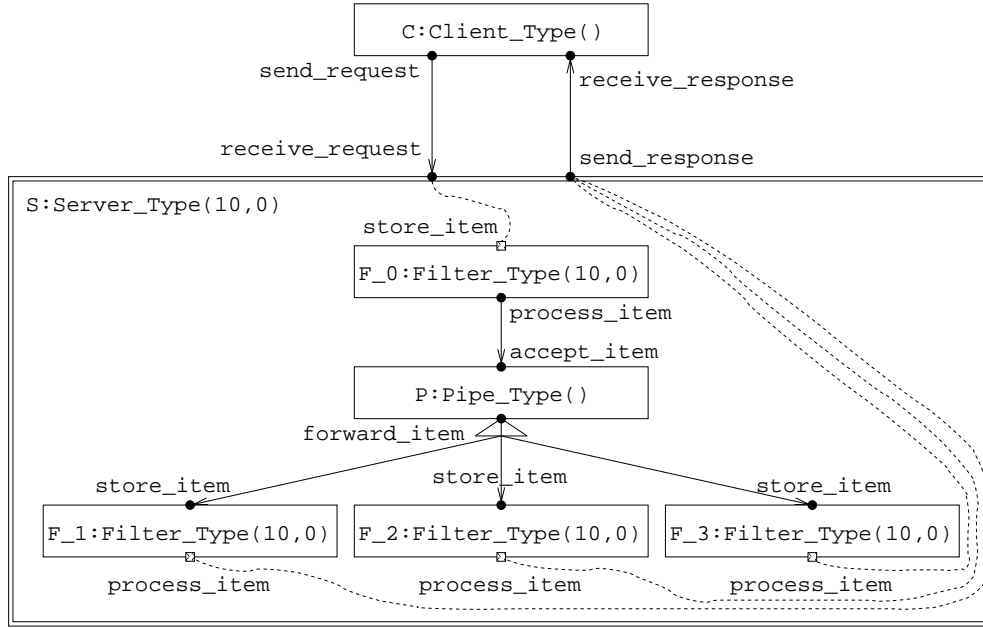 C:Client_Type()
send_request
receive_response
receive_request
send_response
S:Server_Type(10,0)
store_item
F_0:Filter_Type(10,0)
process_item
accept_item
P:Pipe_Type()
forward_item
store_item
store_item
store_item
F_1:Filter_Type(10,0)
F_2:Filter_Type(10,0)
F_3:Filter_Type(10,0)
process_item
process_item
process_item